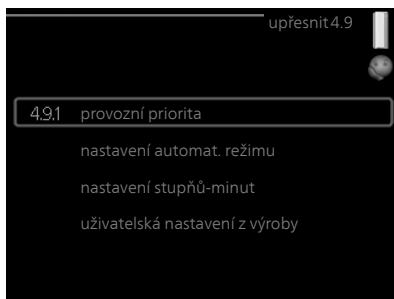 upřesnit 4.9
4.9.1 provozní priorita
nastavení automat. režimu
nastavení stupňů-minut
uživatelská nastavení z výroby